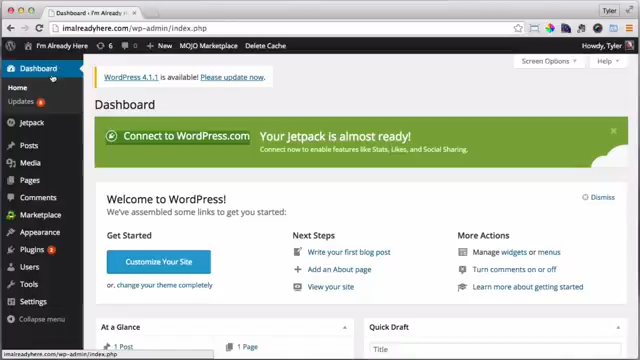 Dashboard ‹ I'm Already H
Tyler
imalreadyhere.com/wp-admin/index.php
I'm Already Here 6 0 New MOJO Marketplace Delete Cache Howdy, Tyler
Screen Options Help
Dashboard
Home
Updates 6
Jetpack
Posts
Media
Pages
Comments
Marketplace
Appearance
Plugins 3
Users
Tools
Settings
Collapse menu
WordPress 4.1.1 is available! Please update now.
Dashboard
Connect to WordPress.com
Your Jetpack is almost ready!
Connect now to enable features like Stats, Likes, and Social Sharing.
Welcome to WordPress!
Dismiss
We've assembled some links to get you started:
Get Started
Customize Your Site
or, change your theme completely
Next Steps
Write your first blog post
Add an About page
View your site
More Actions
Manage widgets or menus
Turn comments on or off
Learn more about getting started
At a Glance
1 Post
1 Page
Quick Draft
Title
imalreadyhere.com/wp-admin/index.php